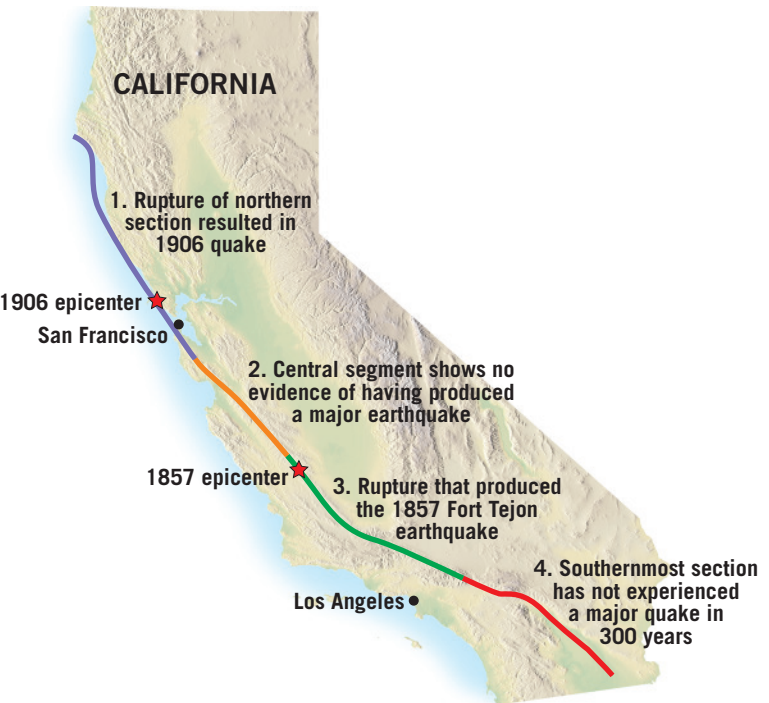 CALIFORNIA
1. Rupture of northern
section resulted in
1906 quake
1906 epicenter
San Francisco
2. Central segment shows no
evidence of having produced
a major earthquake
1857 epicenter
3. Rupture that produced
the 1857 Fort Tejon
earthquake
4. Southernmost section
has not experienced
a major quake in
300 years
Los Angeles